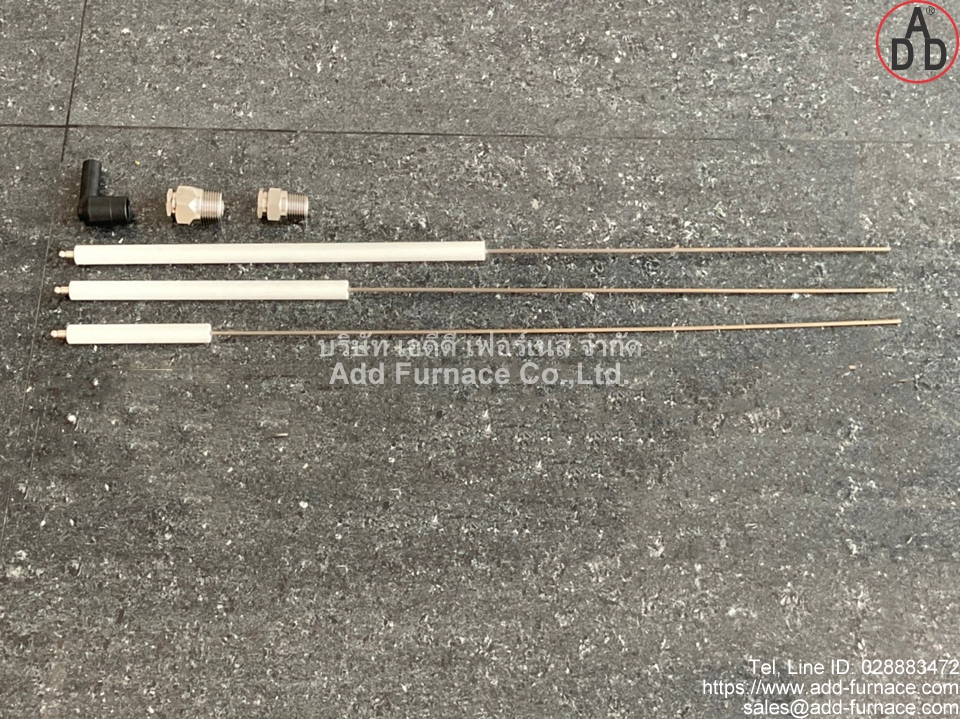 ADD®
บริษัท เอดีดี เฟอร์เนส จำกัด
Add Furnace Co.,Ltd.
Tel, Line ID. 028883472
https://www.add-furnace.com/
sales@add-furnace.com